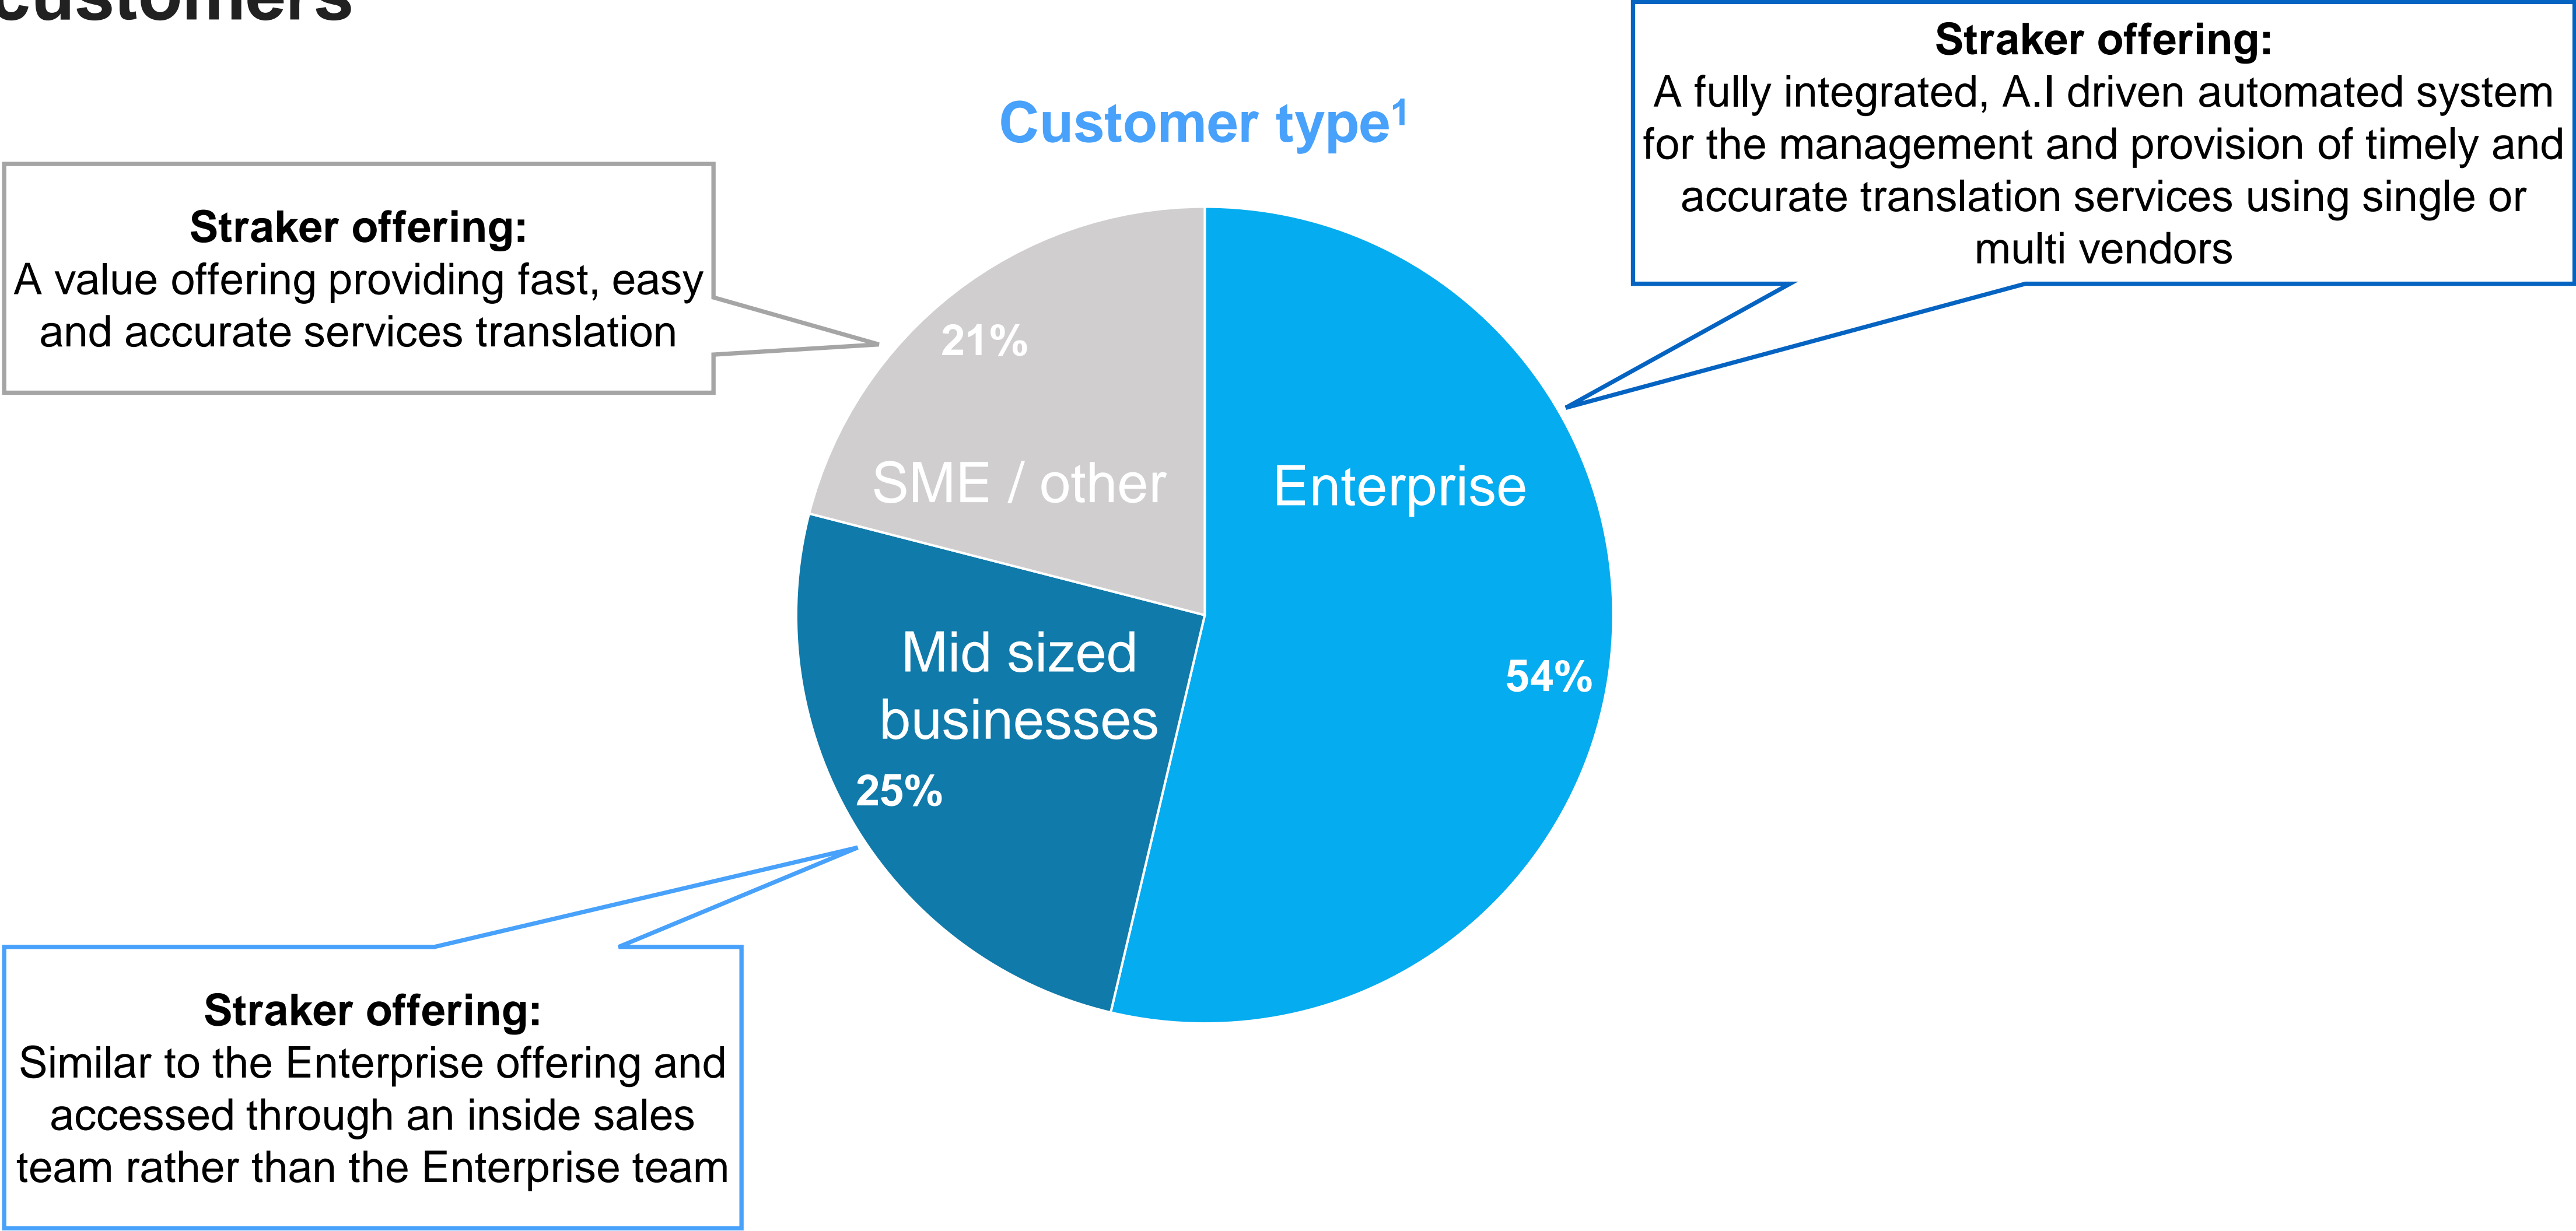 customers
Customer type¹
Straker offering:
A fully integrated, A.I driven automated system
for the management and provision of timely and
accurate translation services using single or
multi vendors
Straker offering:
A value offering providing fast, easy
and accurate services translation
21%
SME / other
Enterprise
54%
Mid sized
businesses
25%
Straker offering:
Similar to the Enterprise offering and
accessed through an inside sales
team rather than the Enterprise team